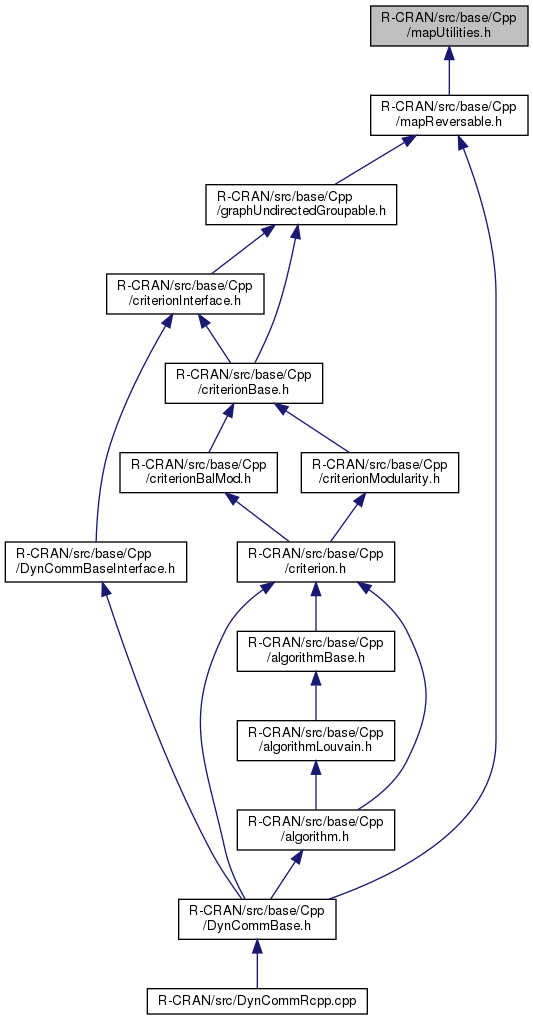 R-CRAN/src/base/Cpp
/mapUtilities.h
R-CRAN/src/base/Cpp
/mapReversable.h
R-CRAN/src/base/Cpp
/graphUndirectedGroupable.h
R-CRAN/src/base/Cpp
/criterionInterface.h
R-CRAN/src/base/Cpp
/criterionBase.h
R-CRAN/src/base/Cpp
/criterionBalMod.h
R-CRAN/src/base/Cpp
/criterionModularity.h
R-CRAN/src/base/Cpp
/DynCommBaseInterface.h
R-CRAN/src/base/Cpp
/criterion.h
R-CRAN/src/base/Cpp
/algorithmBase.h
R-CRAN/src/base/Cpp
/algorithmLouvain.h
R-CRAN/src/base/Cpp
/algorithm.h
R-CRAN/src/base/Cpp
/DynCommBase.h
R-CRAN/src/DynCommRcpp.cpp